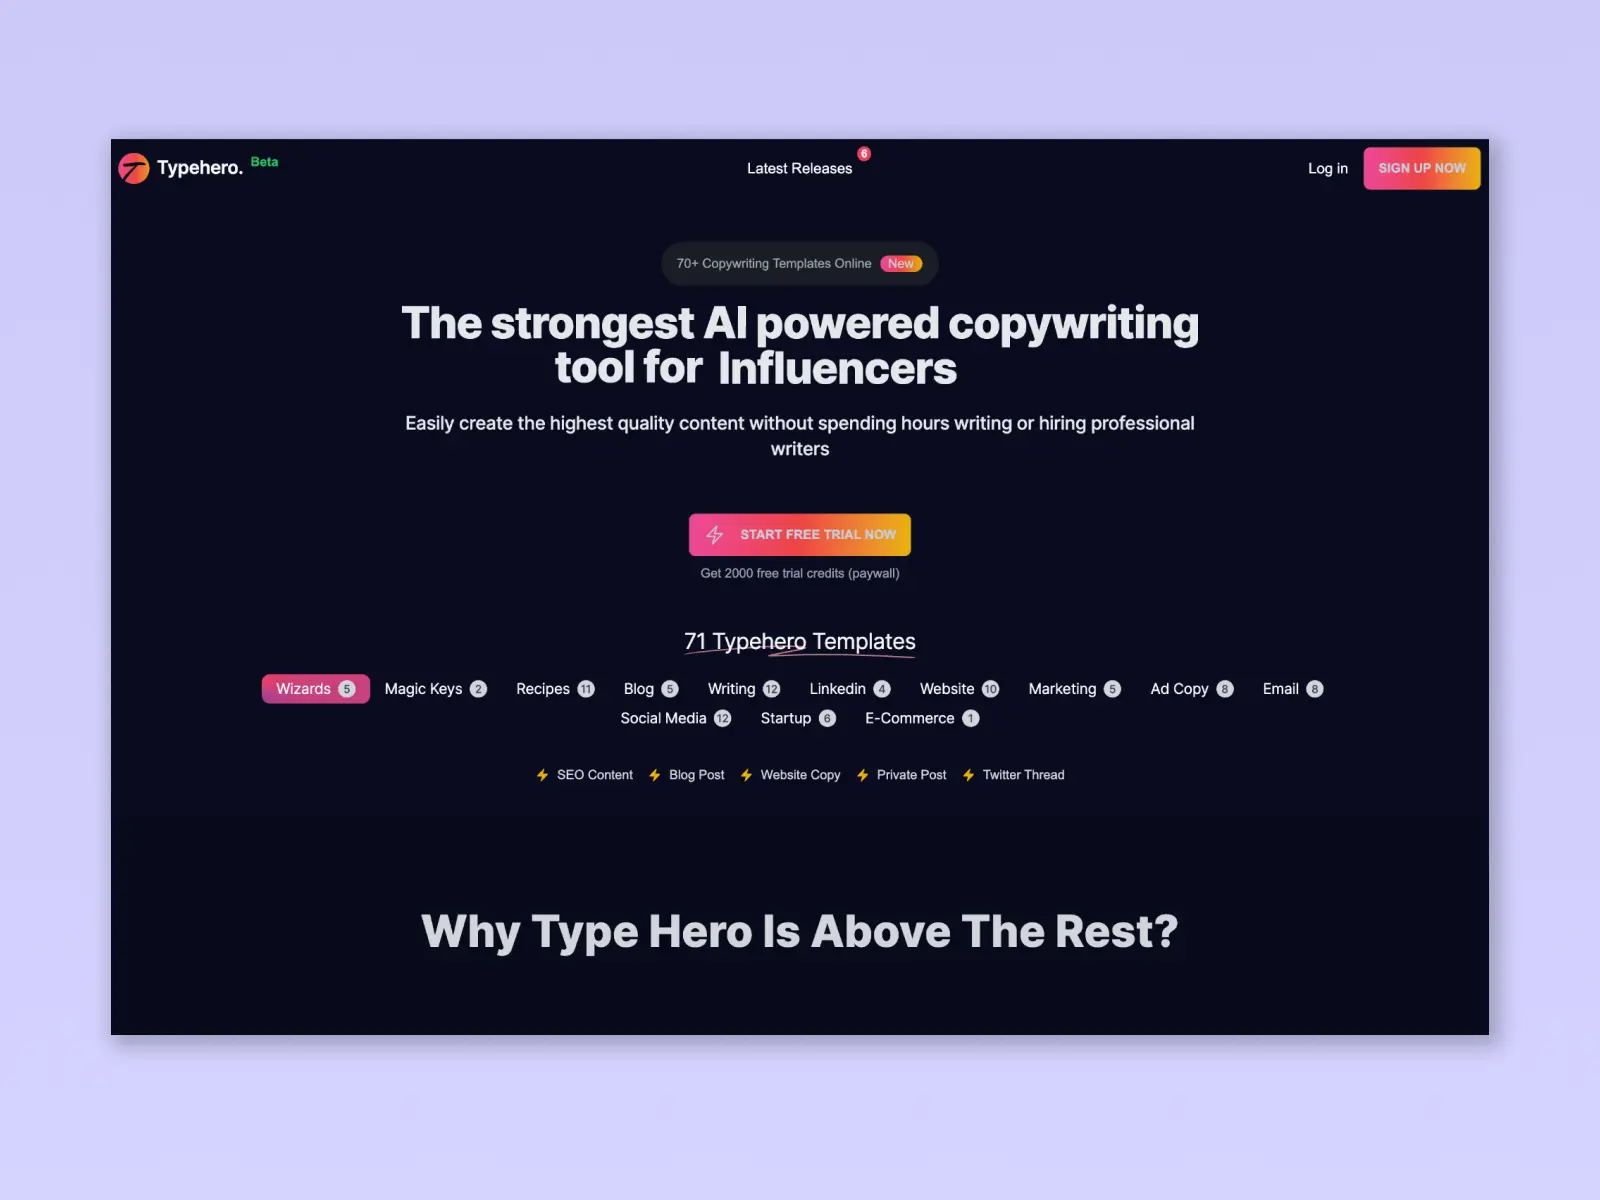 Typehero. Beta
Latest Releases 6
Log in
SIGN UP NOW
70+ Copywriting Templates Online New
The strongest AI powered copywriting
tool for Influencers
Easily create the highest quality content without spending hours writing or hiring professional
writers
START FREE TRIAL NOW
Get 2000 free trial credits (paywall)
71 Typehero Templates
Wizards 5 Magic Keys 2 Recipes 11 Blog 5 Writing 12 Linkedin 4 Website 10 Marketing 5 Ad Copy 8 Email 8
Social Media 12 Startup 6 E-Commerce 1
SEO Content Blog Post Website Copy Private Post Twitter Thread
Why Type Hero Is Above The Rest?